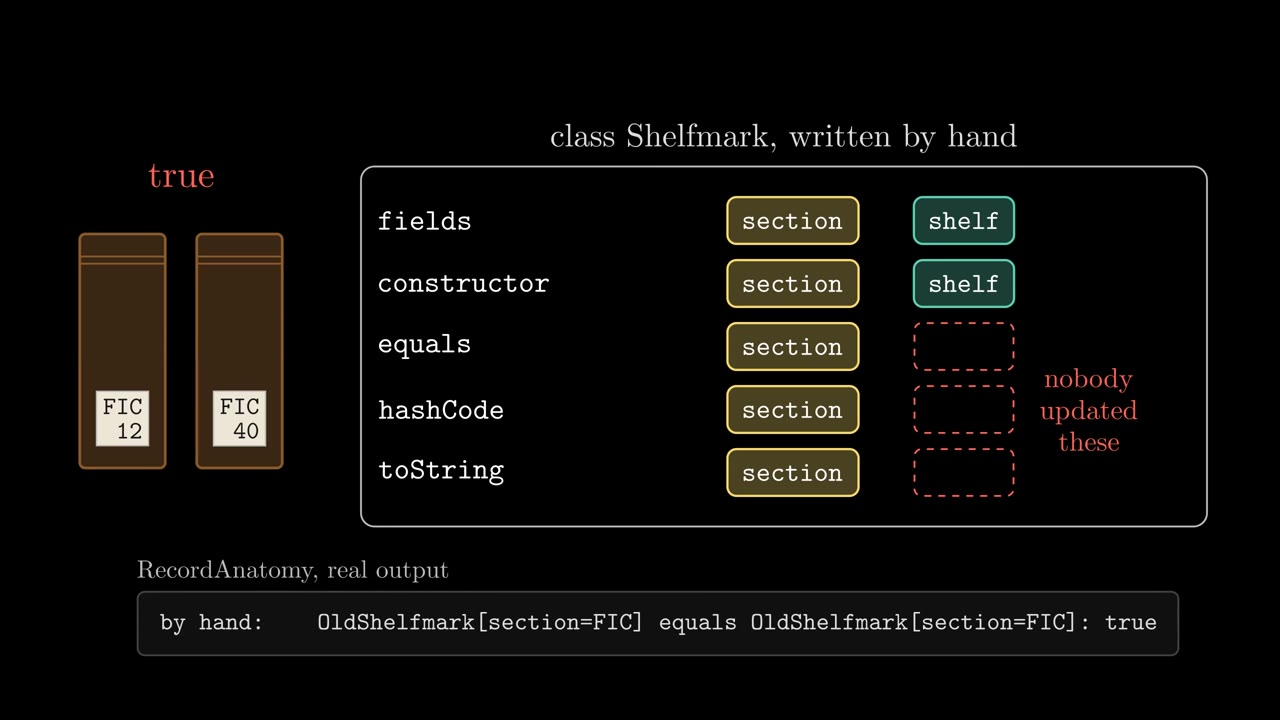 class Shelfmark, written by hand
true
FIC
12
FIC
40
fields section shelf
constructor section shelf
equals section
hashCode section
toString section
nobody
updated
these
RecordAnatomy, real output
by hand:    OldShelfmark[section=FIC] equals OldShelfmark[section=FIC]: true